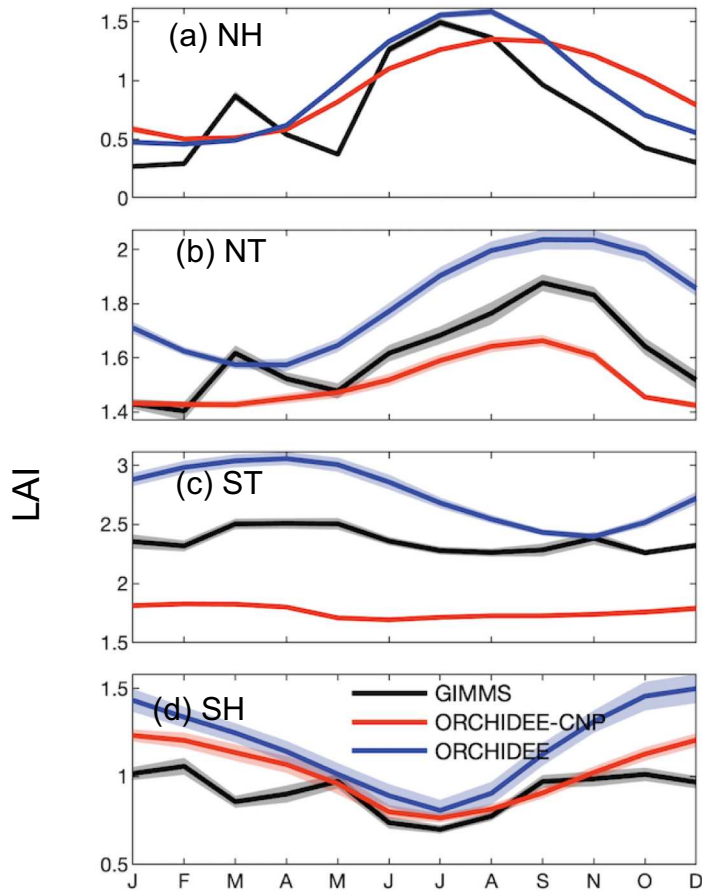 (a) NH
1.5
1
0.5
0
(b) NT
2
1.8
1.6
1.4
LAI
(c) ST
3
2.5
2
1.5
(d) SH
1.5
1
0.5
GIMMS
ORCHIDEE-CNP
ORCHIDEE
J F M A M J J A S N O D